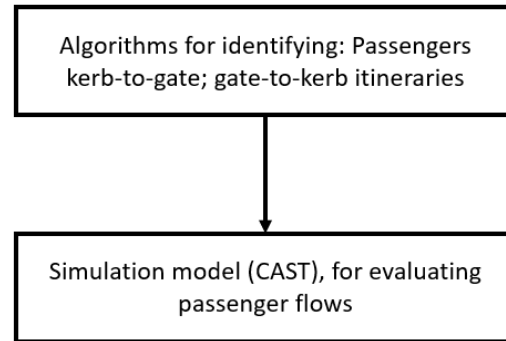 Algorithms for identifying: Passengers
kerb-to-gate; gate-to-kerb itineraries
Simulation model (CAST), for evaluating
passenger flows